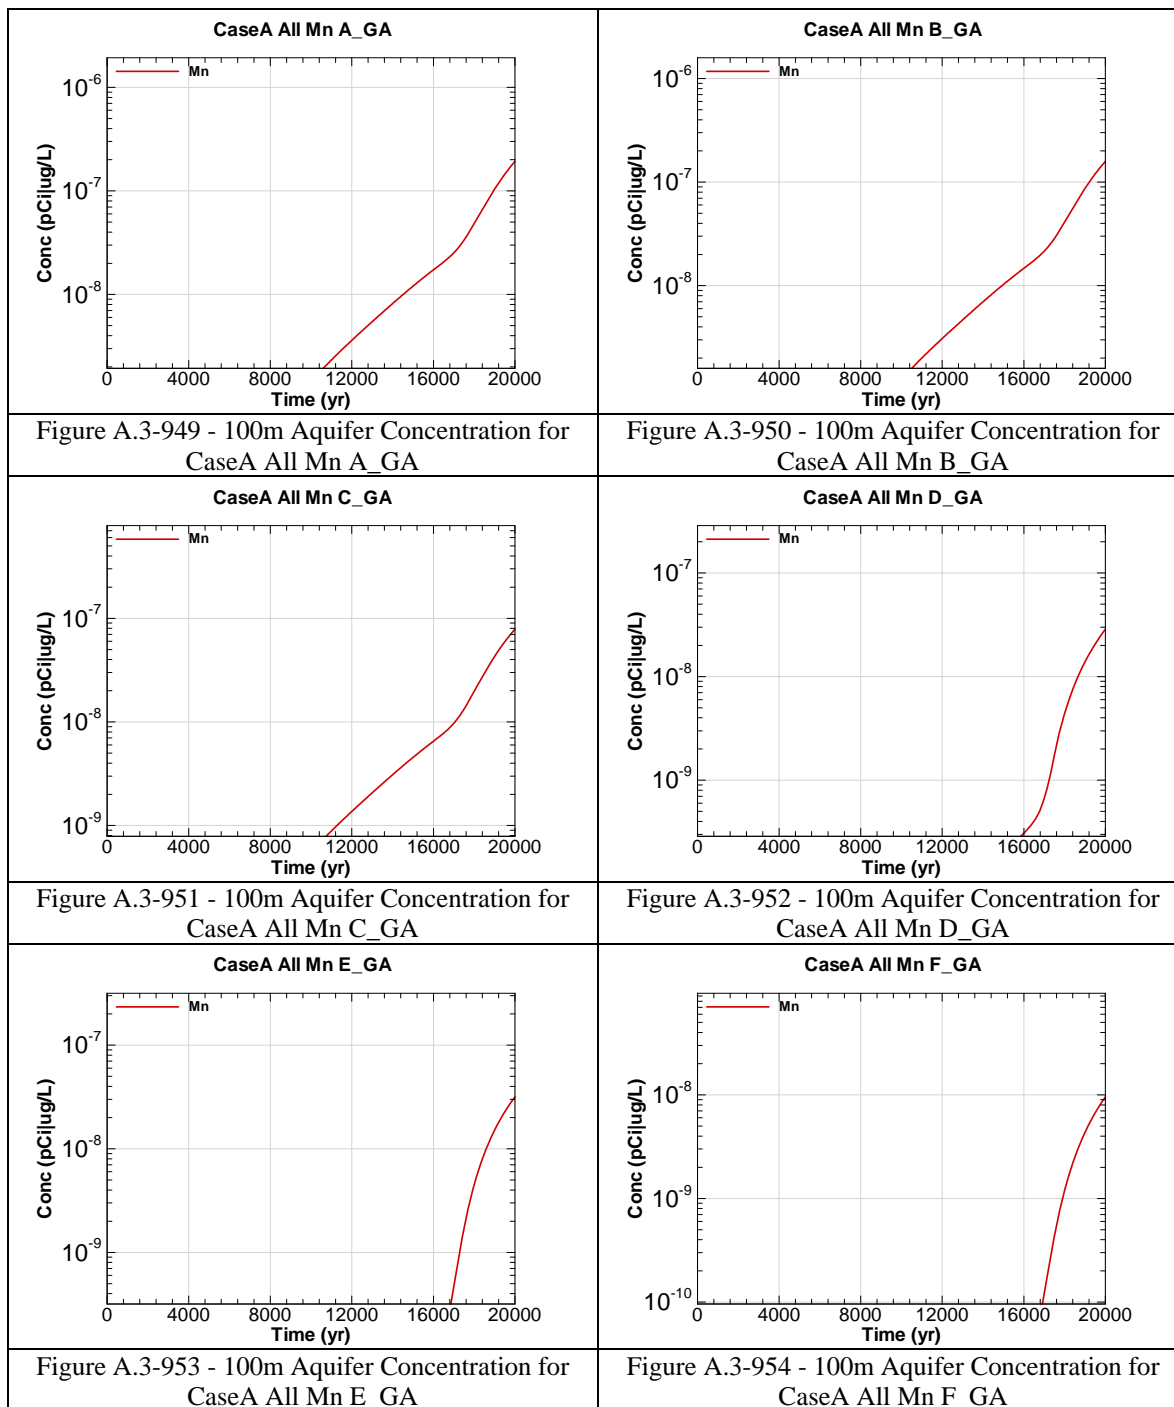 CaseA All Mn A_GA
Mn
10-6
10-7
10-8
Conc (pCi|ug/L)
0 4000 8000 12000 16000 20000
Time (yr)
Figure A.3-949 - 100m Aquifer Concentration for
CaseA All Mn A_GA
CaseA All Mn B_GA
Mn
10-6
10-7
10-8
Conc (pCi|ug/L)
0 4000 8000 12000 16000 20000
Time (yr)
Figure A.3-950 - 100m Aquifer Concentration for
CaseA All Mn B_GA
CaseA All Mn C_GA
Mn
10-7
10-8
10-9
Conc (pCi|ug/L)
0 4000 8000 12000 16000 20000
Time (yr)
Figure A.3-951 - 100m Aquifer Concentration for
CaseA All Mn C_GA
CaseA All Mn D_GA
Mn
10-7
10-8
10-9
Conc (pCi|ug/L)
0 4000 8000 12000 16000 20000
Time (yr)
Figure A.3-952 - 100m Aquifer Concentration for
CaseA All Mn D_GA
CaseA All Mn E_GA
Mn
10-7
10-8
10-9
Conc (pCi|ug/L)
0 4000 8000 12000 16000 20000
Time (yr)
Figure A.3-953 - 100m Aquifer Concentration for
CaseA All Mn E_GA
CaseA All Mn F_GA
Mn
10-8
10-9
10-10
Conc (pCi|ug/L)
0 4000 8000 12000 16000 20000
Time (yr)
Figure A.3-954 - 100m Aquifer Concentration for
CaseA All Mn F_GA